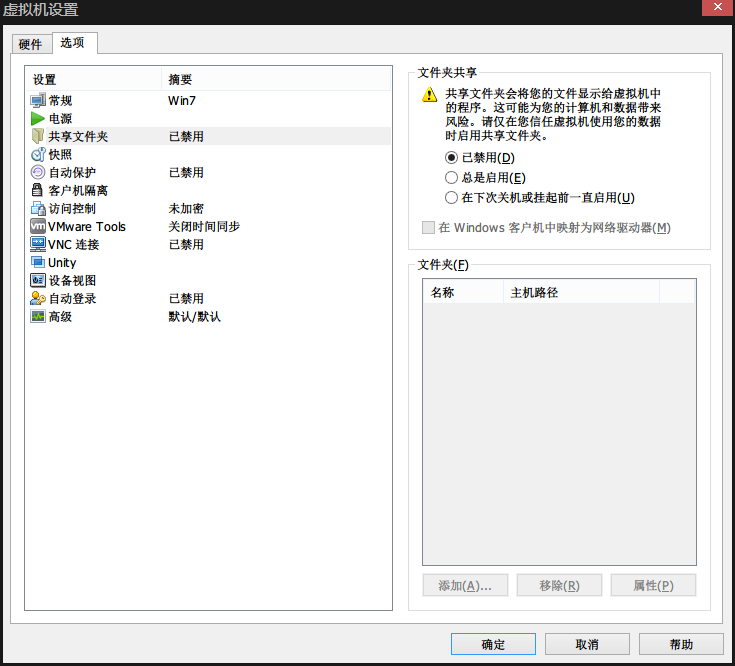 虚拟机设置
硬件 选项
设置 摘要
常规 Win7
电源
共享文件夹 已禁用
快照
自动保护 已禁用
客户机隔离
访问控制 未加密
VMware Tools 关闭时间同步
VNC 连接 已禁用
Unity
设备视图
自动登录 已禁用
高级 默认/默认
文件夹共享
共享文件夹会将您的文件显示给虚拟机中
的程序。这可能为您的计算机和数据带来
风险。请仅在您信任虚拟机使用您的数据
时启用共享文件夹。
已禁用(D)
总是启用(E)
在下次关机或挂起前一直启用(U)
在 Windows 客户机中映射为网络驱动器(M)
文件夹(F)
名称 主机路径
添加(A)... 移除(R) 属性(P)
确定 取消 帮助